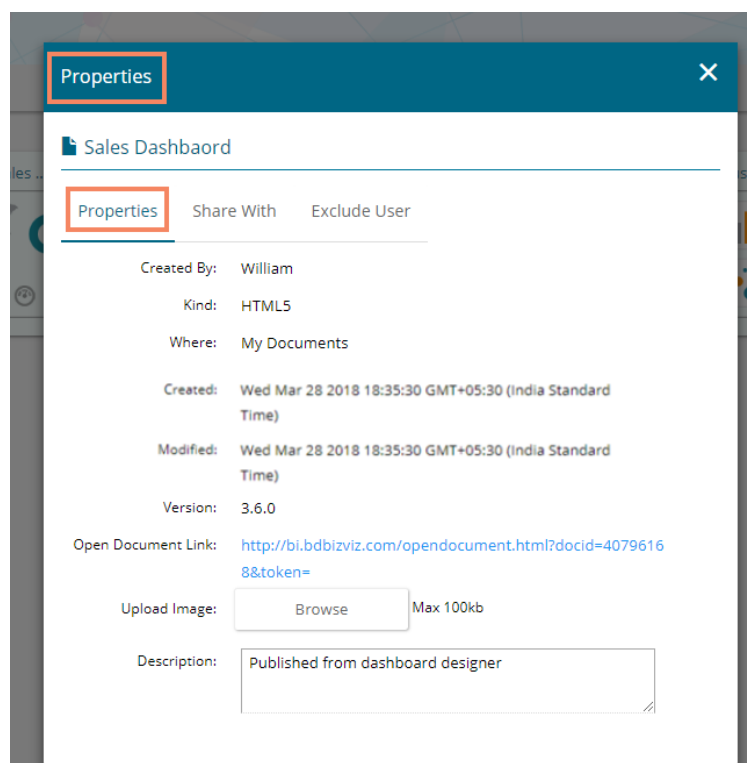 Properties
Sales Dashbaord
les ..
Properties Share With Exclude User
Created By: William
Kind: HTML5
Where: My Documents
Created: Wed Mar 28 2018 18:35:30 GMT+05:30 (India Standard
Time)
Modified: Wed Mar 28 2018 18:35:30 GMT+05:30 (India Standard
Time)
Version: 3.6.0
Open Document Link: http://bi.bdbizviz.com/opendocument.html?docid=4079616
8&token=
Upload Image: Browse Max 100kb
Description: Published from dashboard designer